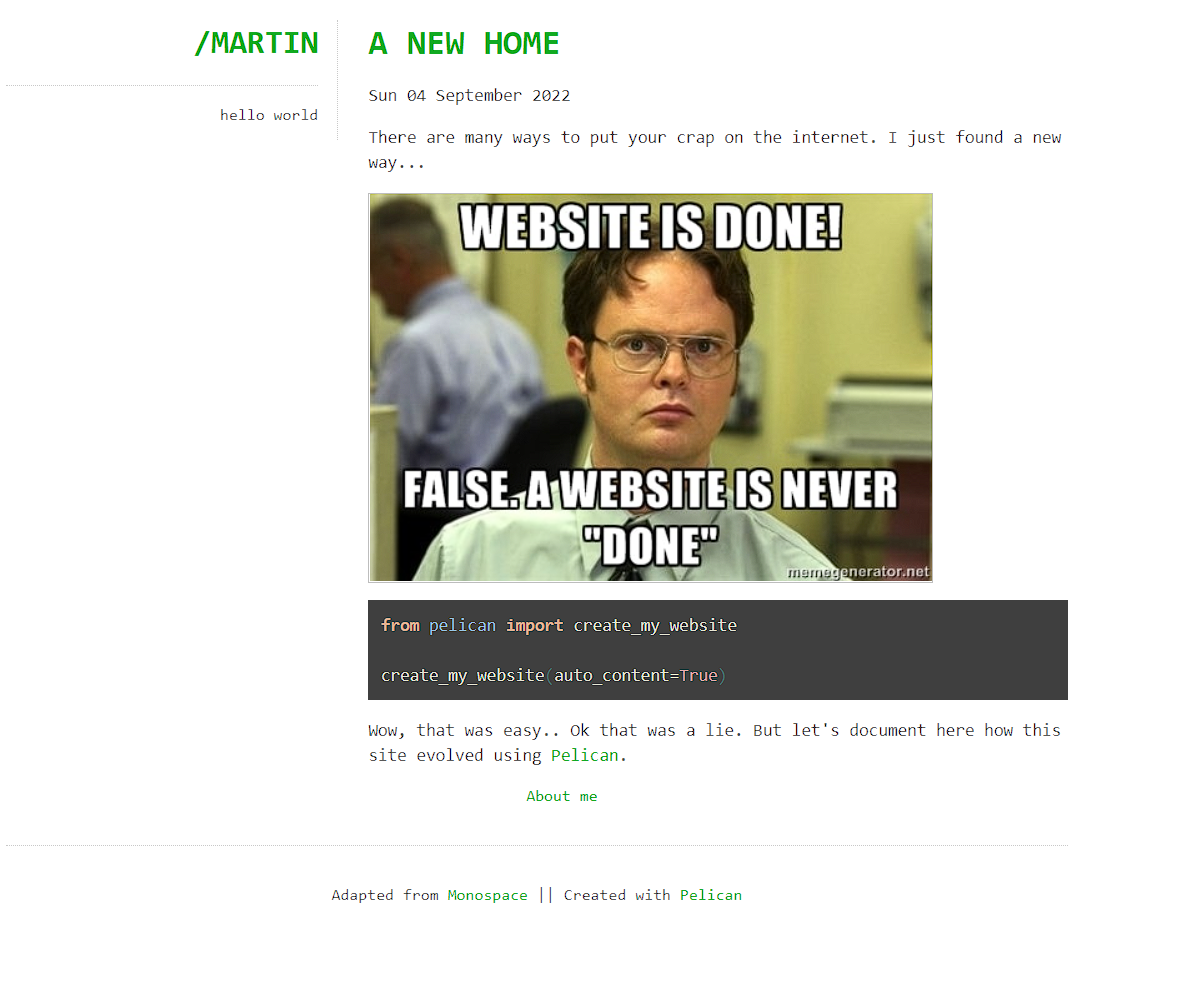 /MARTIN
hello world
A NEW HOME
Sun 04 September 2022
There are many ways to put your crap on the internet. I just found a new
way...
WEBSITE IS DONE!
FALSE. A WEBSITE IS NEVER
"DONE"
memegenerator.net
from pelican import create_my_website
create_my_website(auto_content=True)
Wow, that was easy.. Ok that was a lie. But let's document here how this
site evolved using Pelican.
About me
Adapted from Monospace || Created with Pelican